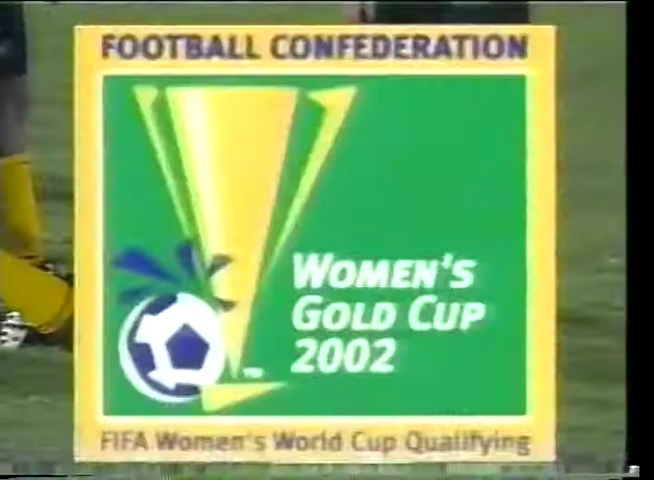 FOOTBALL CONFEDERATION
WOMEN'S
GOLD CUP
2002
FIFA Women's World Cup Qualifying